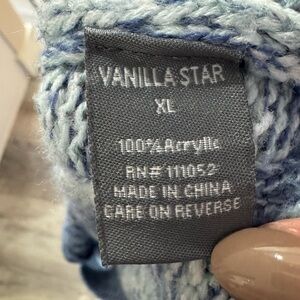 VANILLA STAR
XL
100% Acrylic
RN# 111052
MADE IN CHINA
CARE ON REVERSE